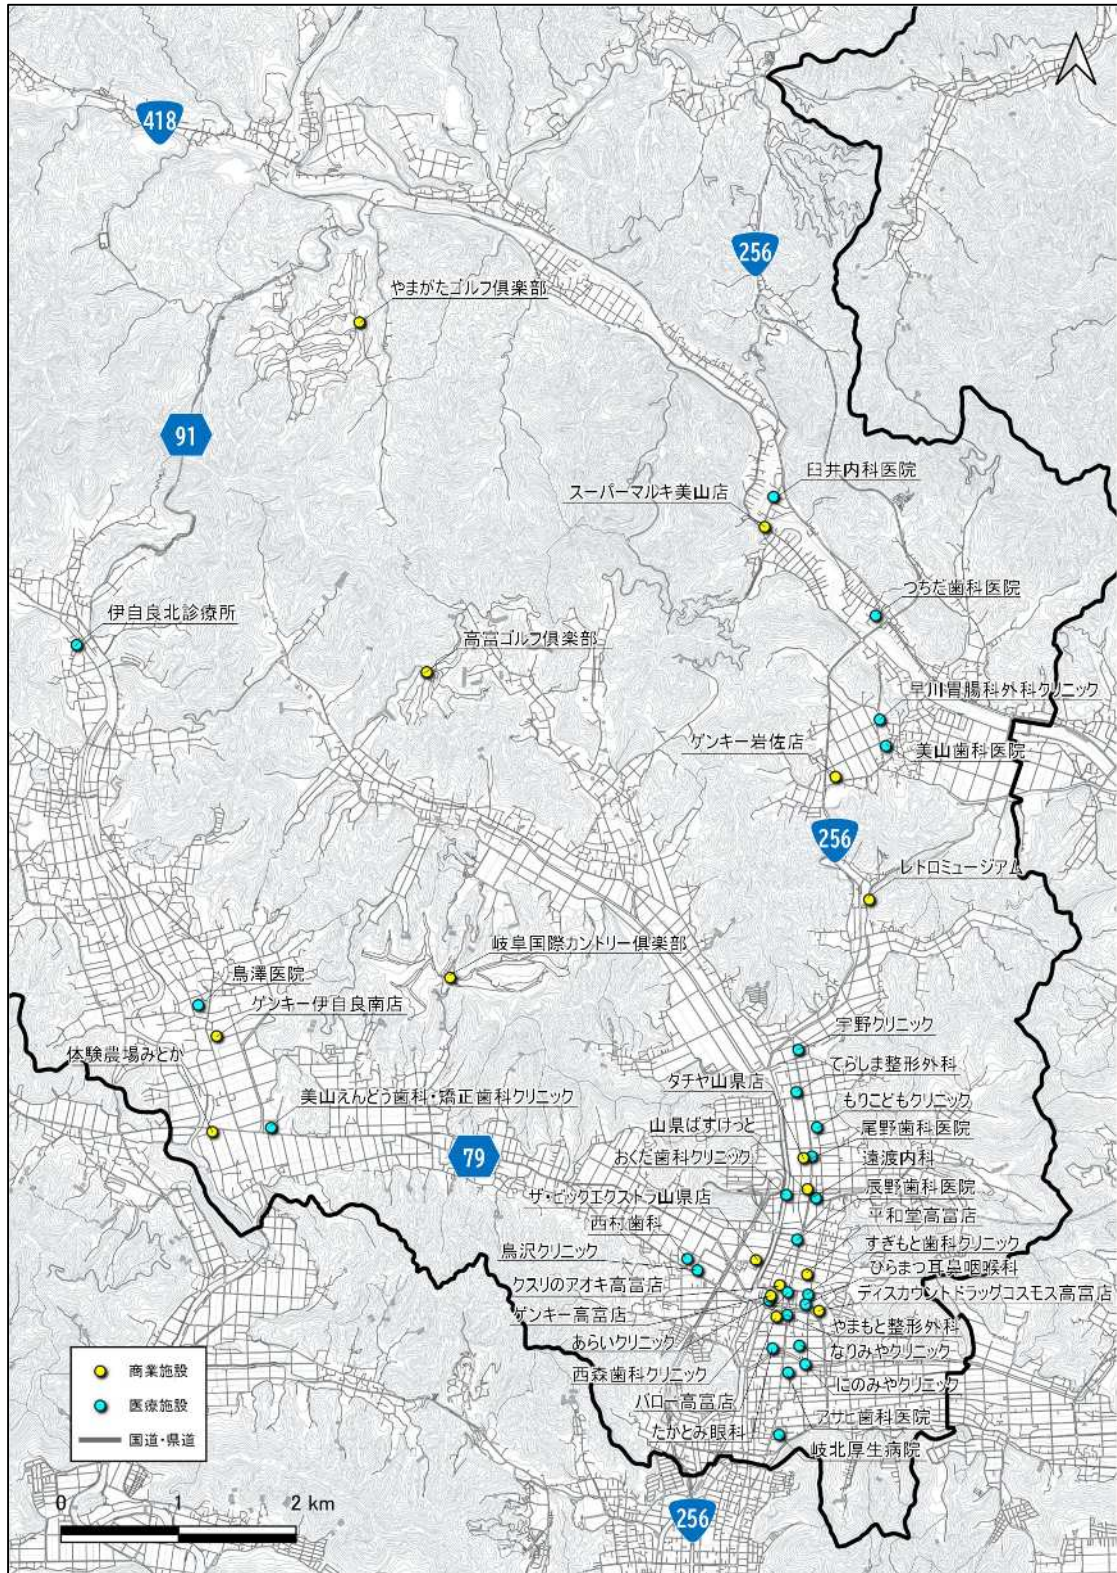 418
256
やまがたゴルフ倶楽部
91
臼井内科医院
スーパーマルキ美山店
つちだ歯科医院
伊自良北診療所
高富ゴルフ倶楽部
早川胃腸科外科クリニック
ゲンキー岩佐店
美山歯科医院
256
レトロミュージアム
岐阜国際カントリー倶楽部
鳥澤医院
ゲンキー伊自良南店
宇野クリニック
体験農場みとか
てらしま整形外科
タチヤ山県店
美山えんどう歯科・矯正歯科クリニック
もりこどもクリニック
山県ばすけっと
尾野歯科医院
79
おくだ歯科クリニック
遠渡内科
辰野歯科医院
ザ・ビッグエクストラ山県店
平和堂高富店
西村歯科
すぎもと歯科クリニック
鳥沢クリニック
ひらまつ耳鼻咽喉科
クスリのアオキ高富店
ディスカウントドラッグコスモス高富店
ゲンキー高富店
やまもと整形外科
あらいクリニック
なりみやクリニック
西森歯科クリニック
にのみやクリニック
バロー高富店
アサヒ歯科医院
たかとみ眼科
岐北厚生病院
商業施設
医療施設
国道・県道
0 1 2 km
256